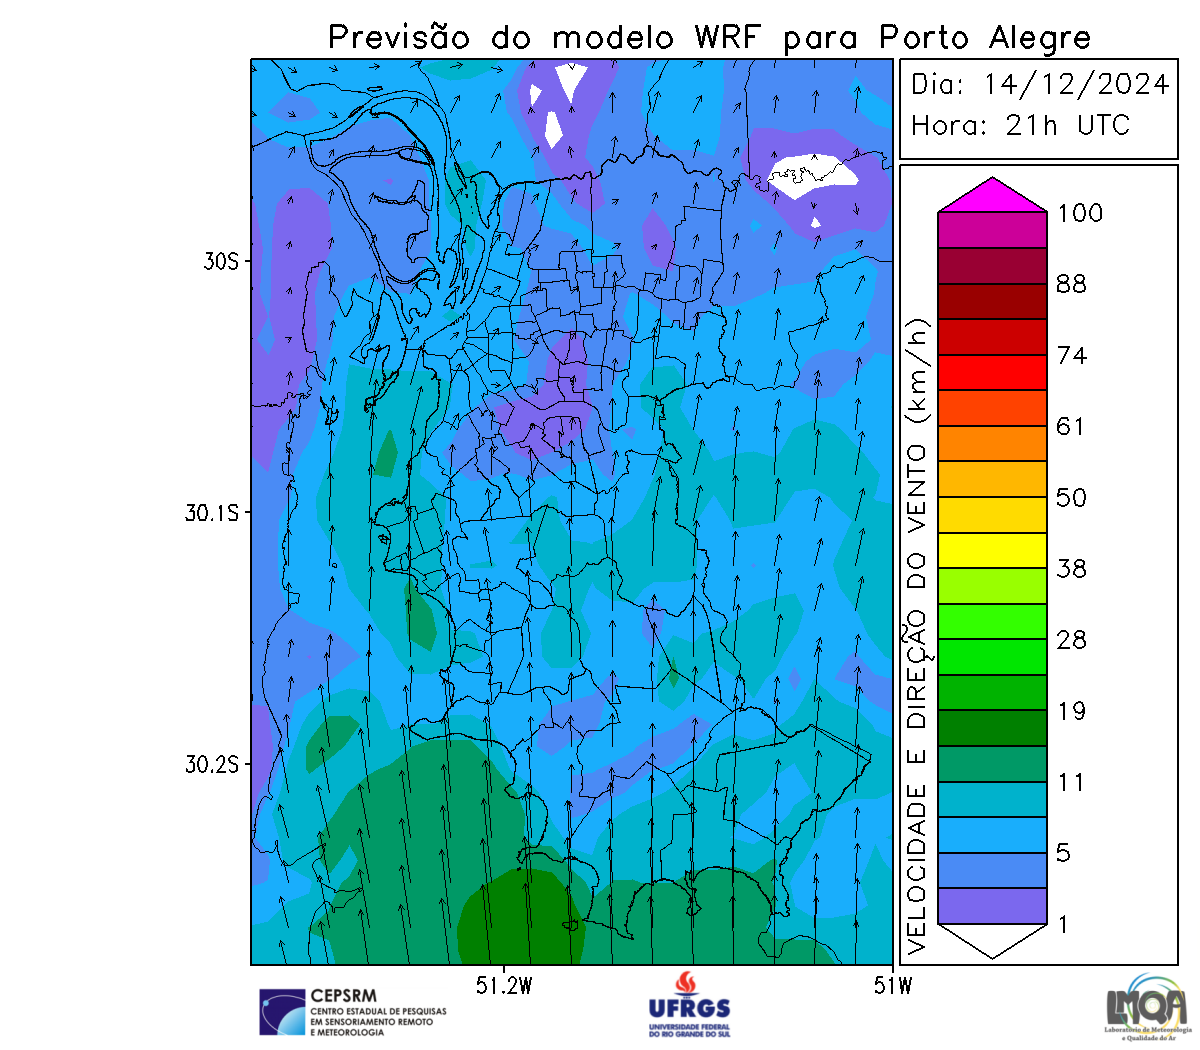 Previsão do modelo WRF para Porto Alegre
Dia: 14/12/2024
Hora: 21h UTC
30S
30.1S
30.2S
51.2W
51W
VELOCIDADE E DIREÇÃO DO VENTO (km/h)
100
88
74
61
50
38
28
19
11
5
1
CEPSRM
CENTRO ESTADUAL DE PESQUISAS
EM SENSORIAMENTO REMOTO
E METEOROLOGIA
UFRGS
UNIVERSIDADE FEDERAL
DO RIO GRANDE DO SUL
LMQA
Laboratório de Meteorologia
e Qualidade do Ar